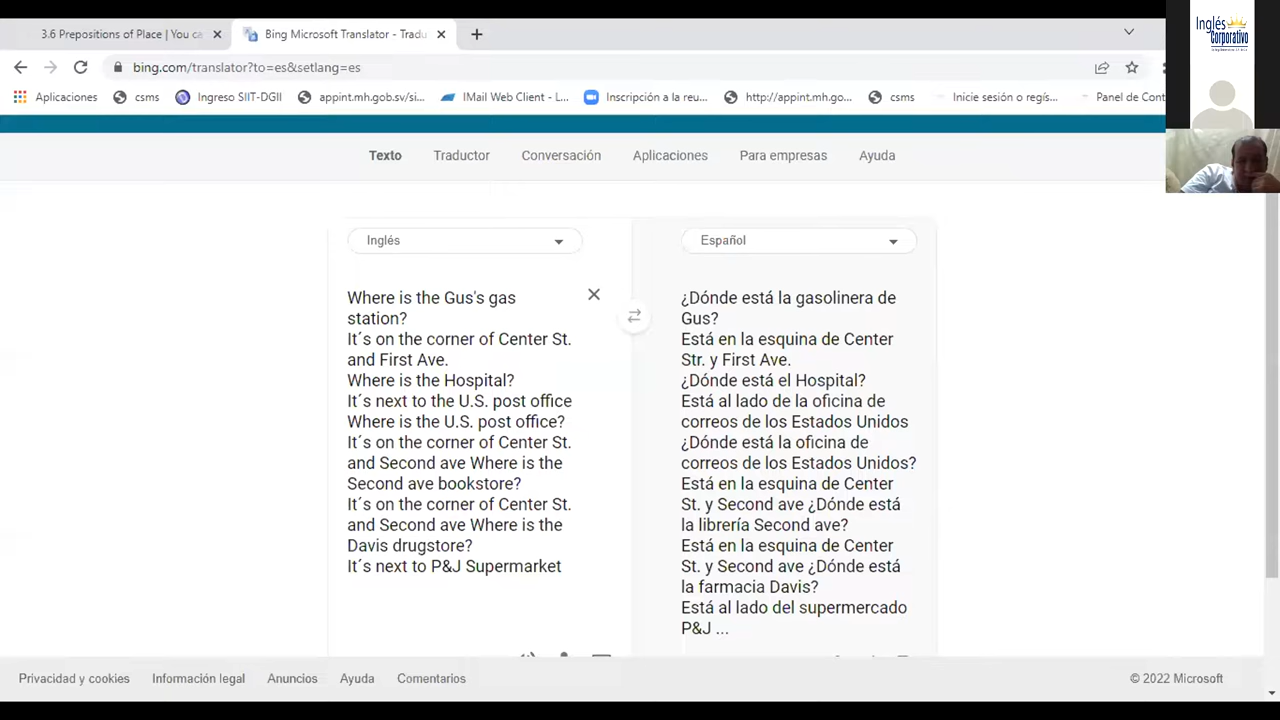 3.6 Prepositions of Place | You ca
Bing Microsoft Translator - Tradu
bing.com/translator?to=es&setlang=es
Aplicaciones
csms
Ingreso SIIT-DGII
appint.mh.gob.sv/si...
IMail Web Client - L...
Inscripción a la reu...
http://appint.mh.go...
csms
Inicie sesión o regís...
Panel de Cont
Inglés
Corporativo
Texto
Traductor
Conversación
Aplicaciones
Para empresas
Ayuda
Inglés
Where is the Gus's gas
station?
It´s on the corner of Center St.
and First Ave.
Where is the Hospital?
It´s next to the U.S. post office
Where is the U.S. post office?
It´s on the corner of Center St.
and Second ave Where is the
Second ave bookstore?
It´s on the corner of Center St.
and Second ave Where is the
Davis drugstore?
It´s next to P&J Supermarket
Español
¿Dónde está la gasolinera de
Gus?
Está en la esquina de Center
Str. y First Ave.
¿Dónde está el Hospital?
Está al lado de la oficina de
correos de los Estados Unidos
¿Dónde está la oficina de
correos de los Estados Unidos?
Está en la esquina de Center
St. y Second ave ¿Dónde está
la librería Second ave?
Está en la esquina de Center
St. y Second ave ¿Dónde está
la farmacia Davis?
Está al lado del supermercado
P&J ...
Privacidad y cookies
Información legal
Anuncios
Ayuda
Comentarios
© 2022 Microsoft